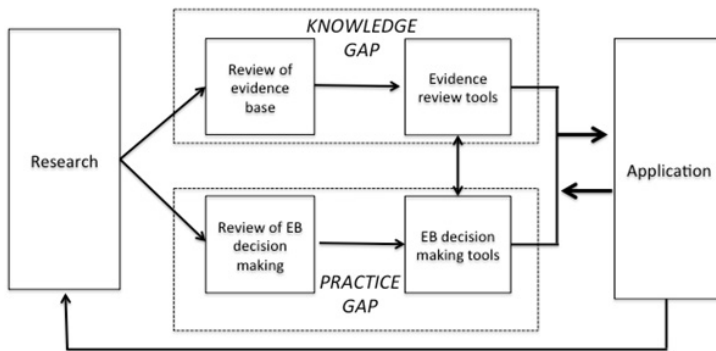 KNOWLEDGE
GAP
Review of
evidence
base
Evidence
review tools
Research
Application
Review of EB
decision
making
EB decision
making tools
PRACTICE
GAP